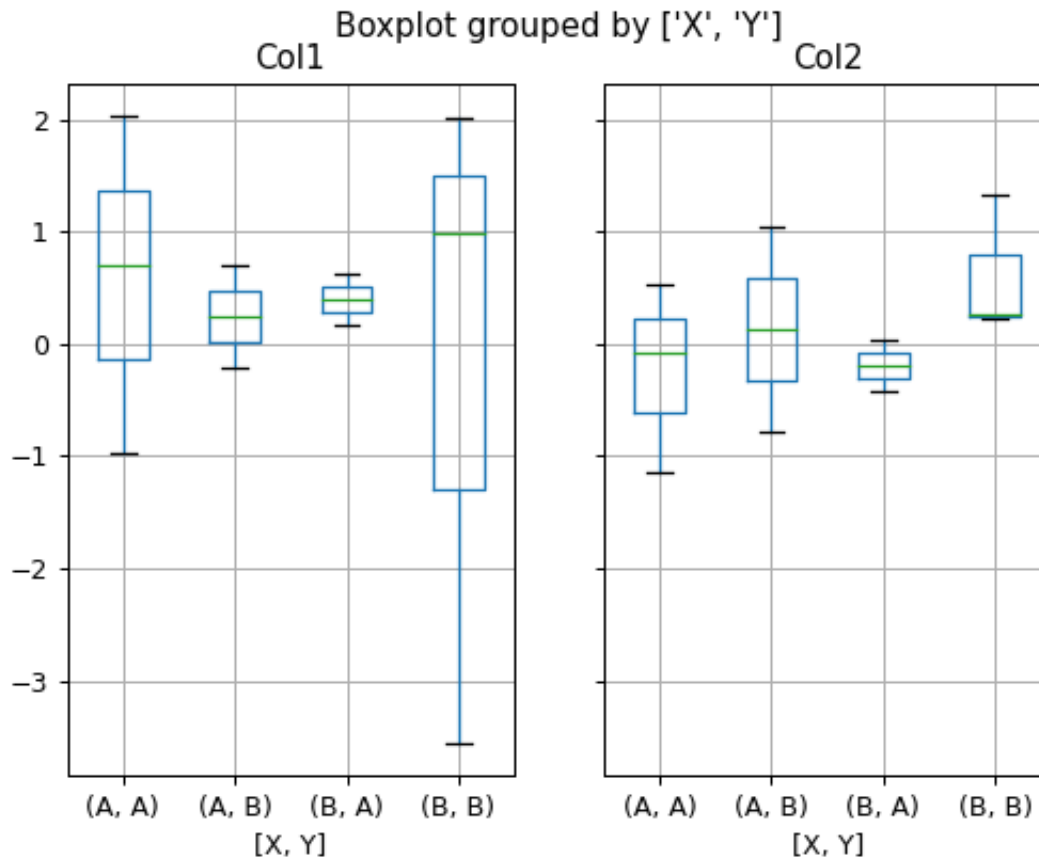 Boxplot grouped by ['X', 'Y']
Col1
2
1
0
−1
−2
−3
(A, A) (A, B) (B, A) (B, B)
[X, Y]
Col2
(A, A) (A, B) (B, A) (B, B)
[X, Y]